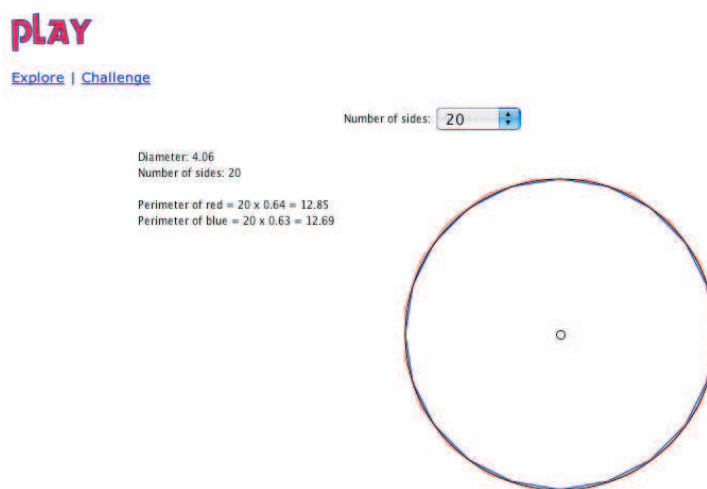 PLAY
Explore | Challenge
Number of sides: 20
Diameter: 4.06
Number of sides: 20
Perimeter of red = 20 x 0.64 = 12.85
Perimeter of blue = 20 x 0.63 = 12.69